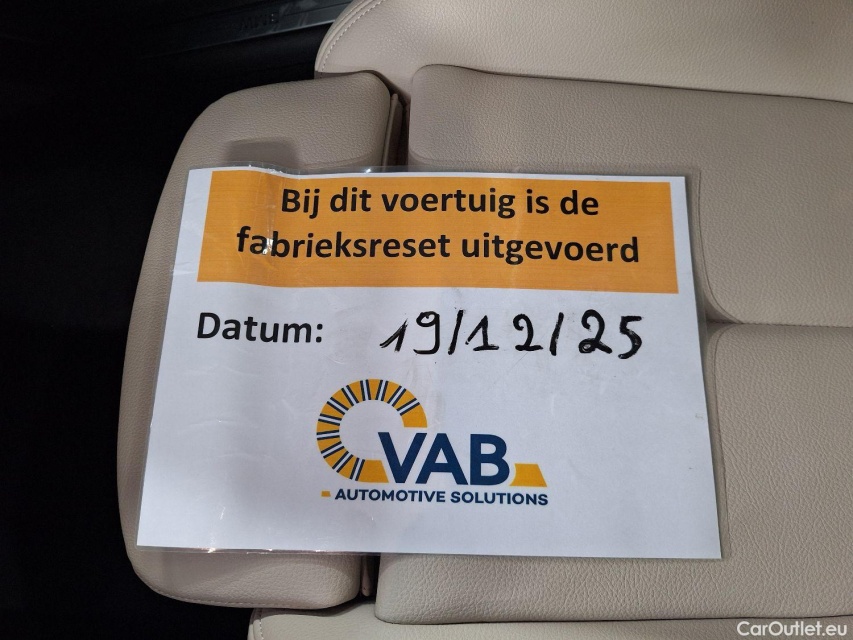 Bij dit voertuig is de
fabrieksreset uitgevoerd
Datum: 19/12/25
VAB
AUTOMOTIVE SOLUTIONS
CarOutlet.eu